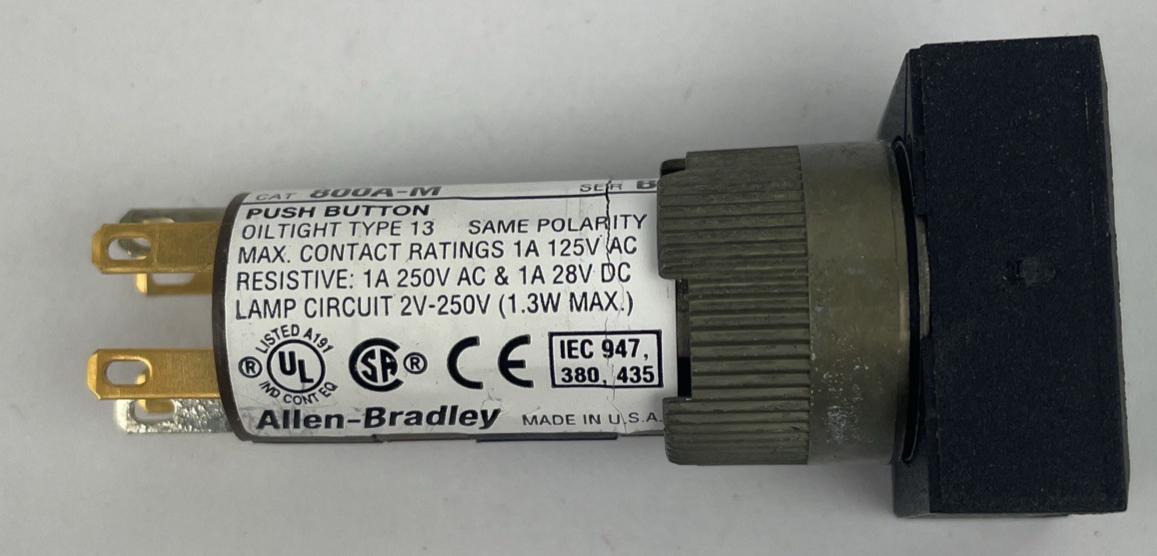 CAT 800A-M SER B
PUSH BUTTON
OILTIGHT TYPE 13 SAME POLARITY
MAX. CONTACT RATINGS 1A 125V AC
RESISTIVE: 1A 250V AC & 1A 28V DC
LAMP CIRCUIT 2V-250V (1.3W MAX.)
LISTED A191
® UL
IND CONT EQ
SA ®
CE
IEC 947,
380, 435
Allen-Bradley MADE IN U.S.A.